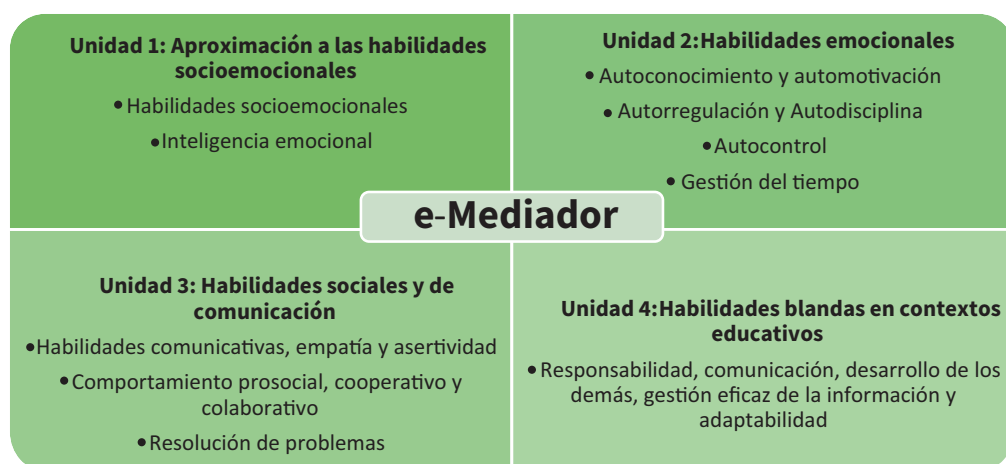 Unidad 1: Aproximación a las habilidades
socioemocionales
•Habilidades socioemocionales
•Inteligencia emocional
Unidad 2:Habilidades emocionales
• Autoconocimiento y automotivación
• Autorregulación y Autodisciplina
•Autocontrol
• Gestión del tiempo
e-Mediador
Unidad 3: Habilidades sociales y de
comunicación
•Habilidades comunicativas, empatía y asertividad
•Comportamiento prosocial, cooperativo y
colaborativo
•Resolución de problemas
Unidad 4:Habilidades blandas en contextos
educativos
• Responsabilidad, comunicación, desarrollo de los
demás, gestión eficaz de la información y
adaptabilidad